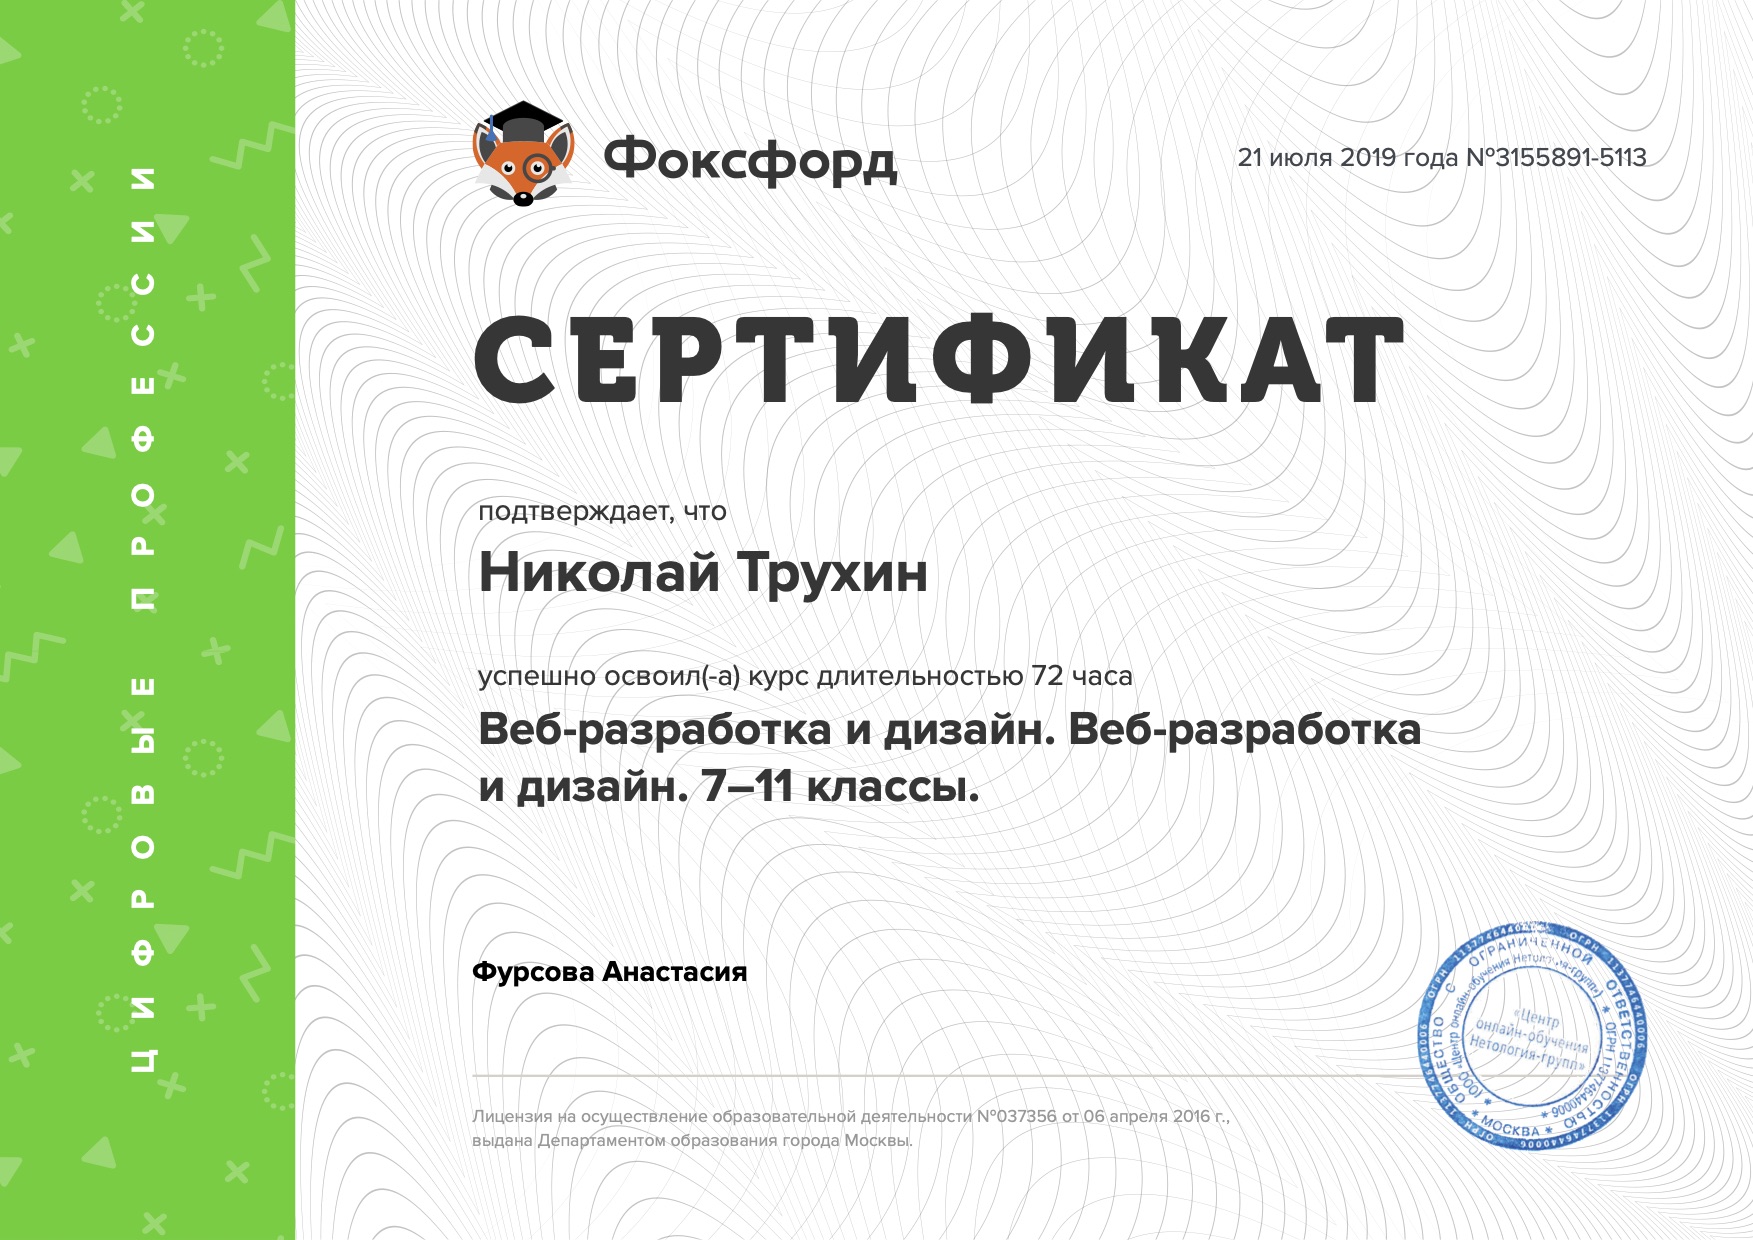 ЦИФРОВЫЕ ПРОФЕССИИ
Фоксфорд
21 июля 2019 года №3155891-5113
СЕРТИФИКАТ
подтверждает, что
Николай Трухин
успешно освоил(-а) курс длительностью 72 часа
Веб-разработка и дизайн. Веб-разработка
и дизайн. 7–11 классы.
Фурсова Анастасия
Лицензия на осуществление образовательной деятельности №037356 от 06 апреля 2016 г.,
выдана Департаментом образования города Москвы.
ОБЩЕСТВО С ОГРАНИЧЕННОЙ ОТВЕТСТВЕННОСТЬЮ
* МОСКВА *
(ООО «Центр онлайн-обучения Нетология-групп») * ОГРН 1137746440006 *
«Центр
онлайн-обучения
Нетология-групп»